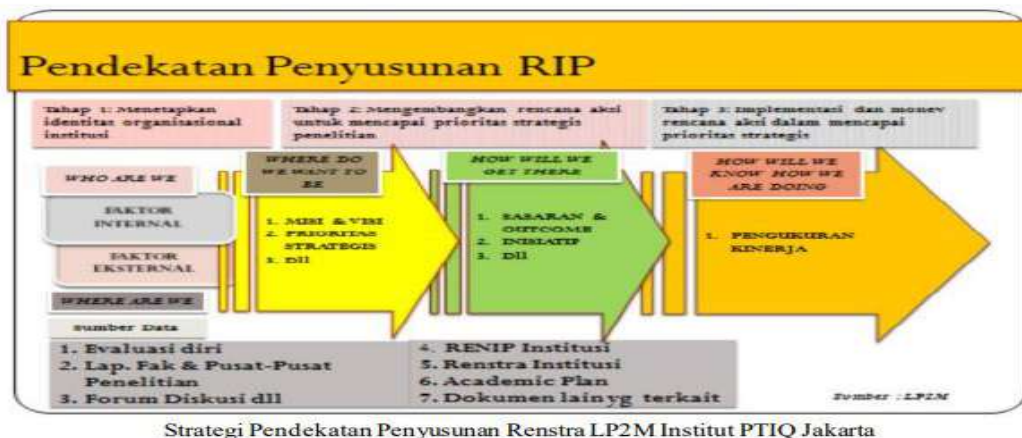 Pendekatan Penyusunan RIP
Tahap 1: Menetapkan
identitas organisasional
institusi
Tahap 2: Mengembangkan rencana aksi
untuk mencapai prioritas strategis
penelitian
Tahap 3: Implementasi dan monev
rencana aksi dalam mencapai
prioritas strategis
WHO ARE WE
FAKTOR
INTERNAL
FAKTOR
EKSTERNAL
WHERE ARE WE
Sumber Data
WHERE DO
WE WANT TO
BE
1. MISI & VISI
2. PRIORITAS
STRATEGIS
3. Dll
HOW WILL WE
GET THERE
1. SASARAN &
OUTCOME
2. INISIATIF
3. Dll
HOW WILL WE
KNOW HOW WE
ARE DOING
1. PENGUKURAN
KINERJA
1. Evaluasi diri
2. Lap. Fak & Pusat-Pusat
Penelitian
3. Forum Diskusi dll
4. RENIP Institusi
5. Renstra Institusi
6. Academic Plan
7. Dokumen lainyg terkait
Sumber : LP2M
Strategi Pendekatan Penyusunan Renstra LP2M Institut PTIQ Jakarta